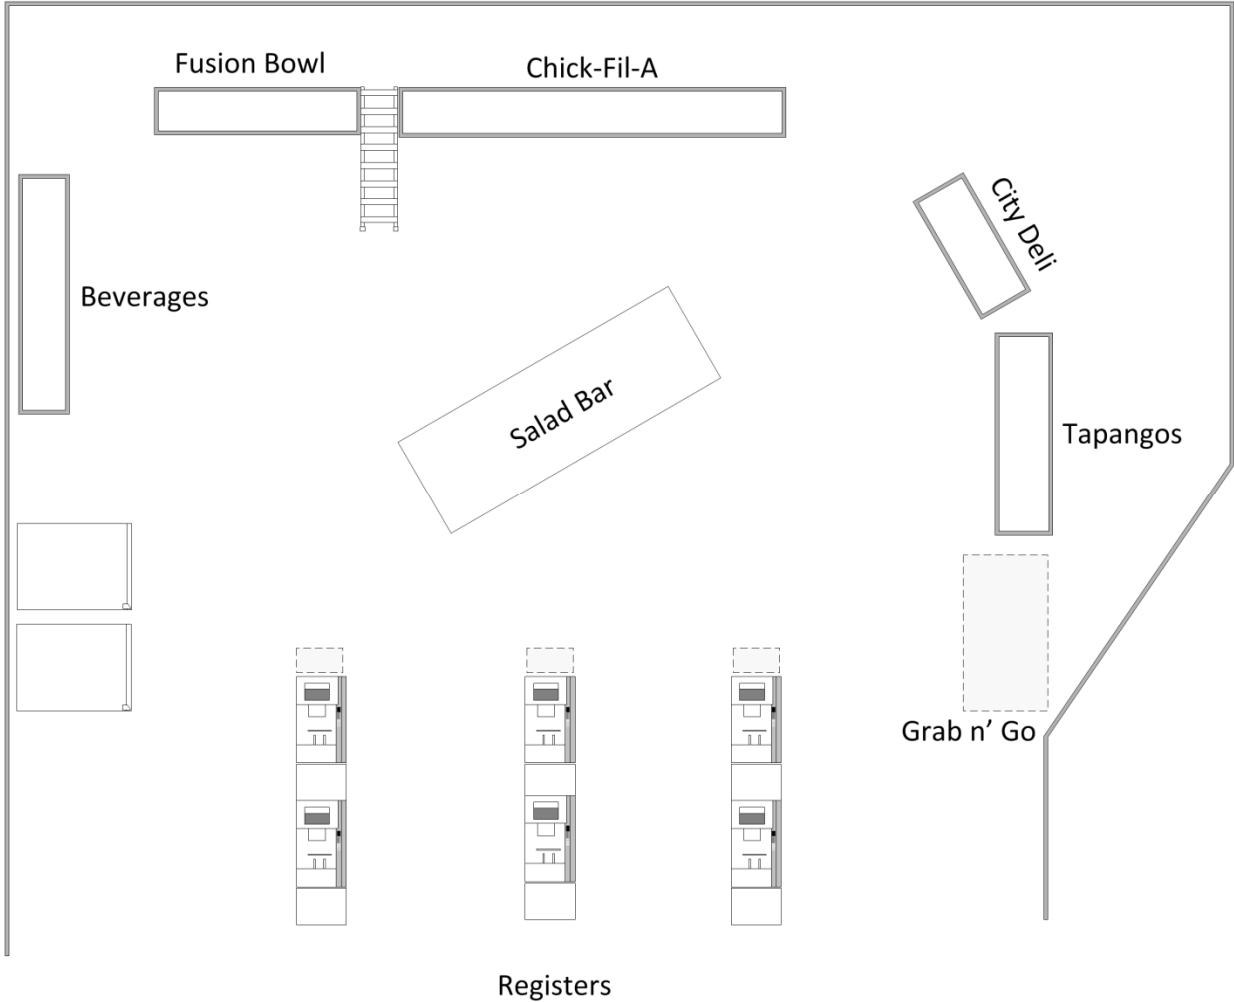 Fusion Bowl
Chick-Fil-A
City Deli
Beverages
Salad Bar
Tapangos
Grab n’ Go
Registers